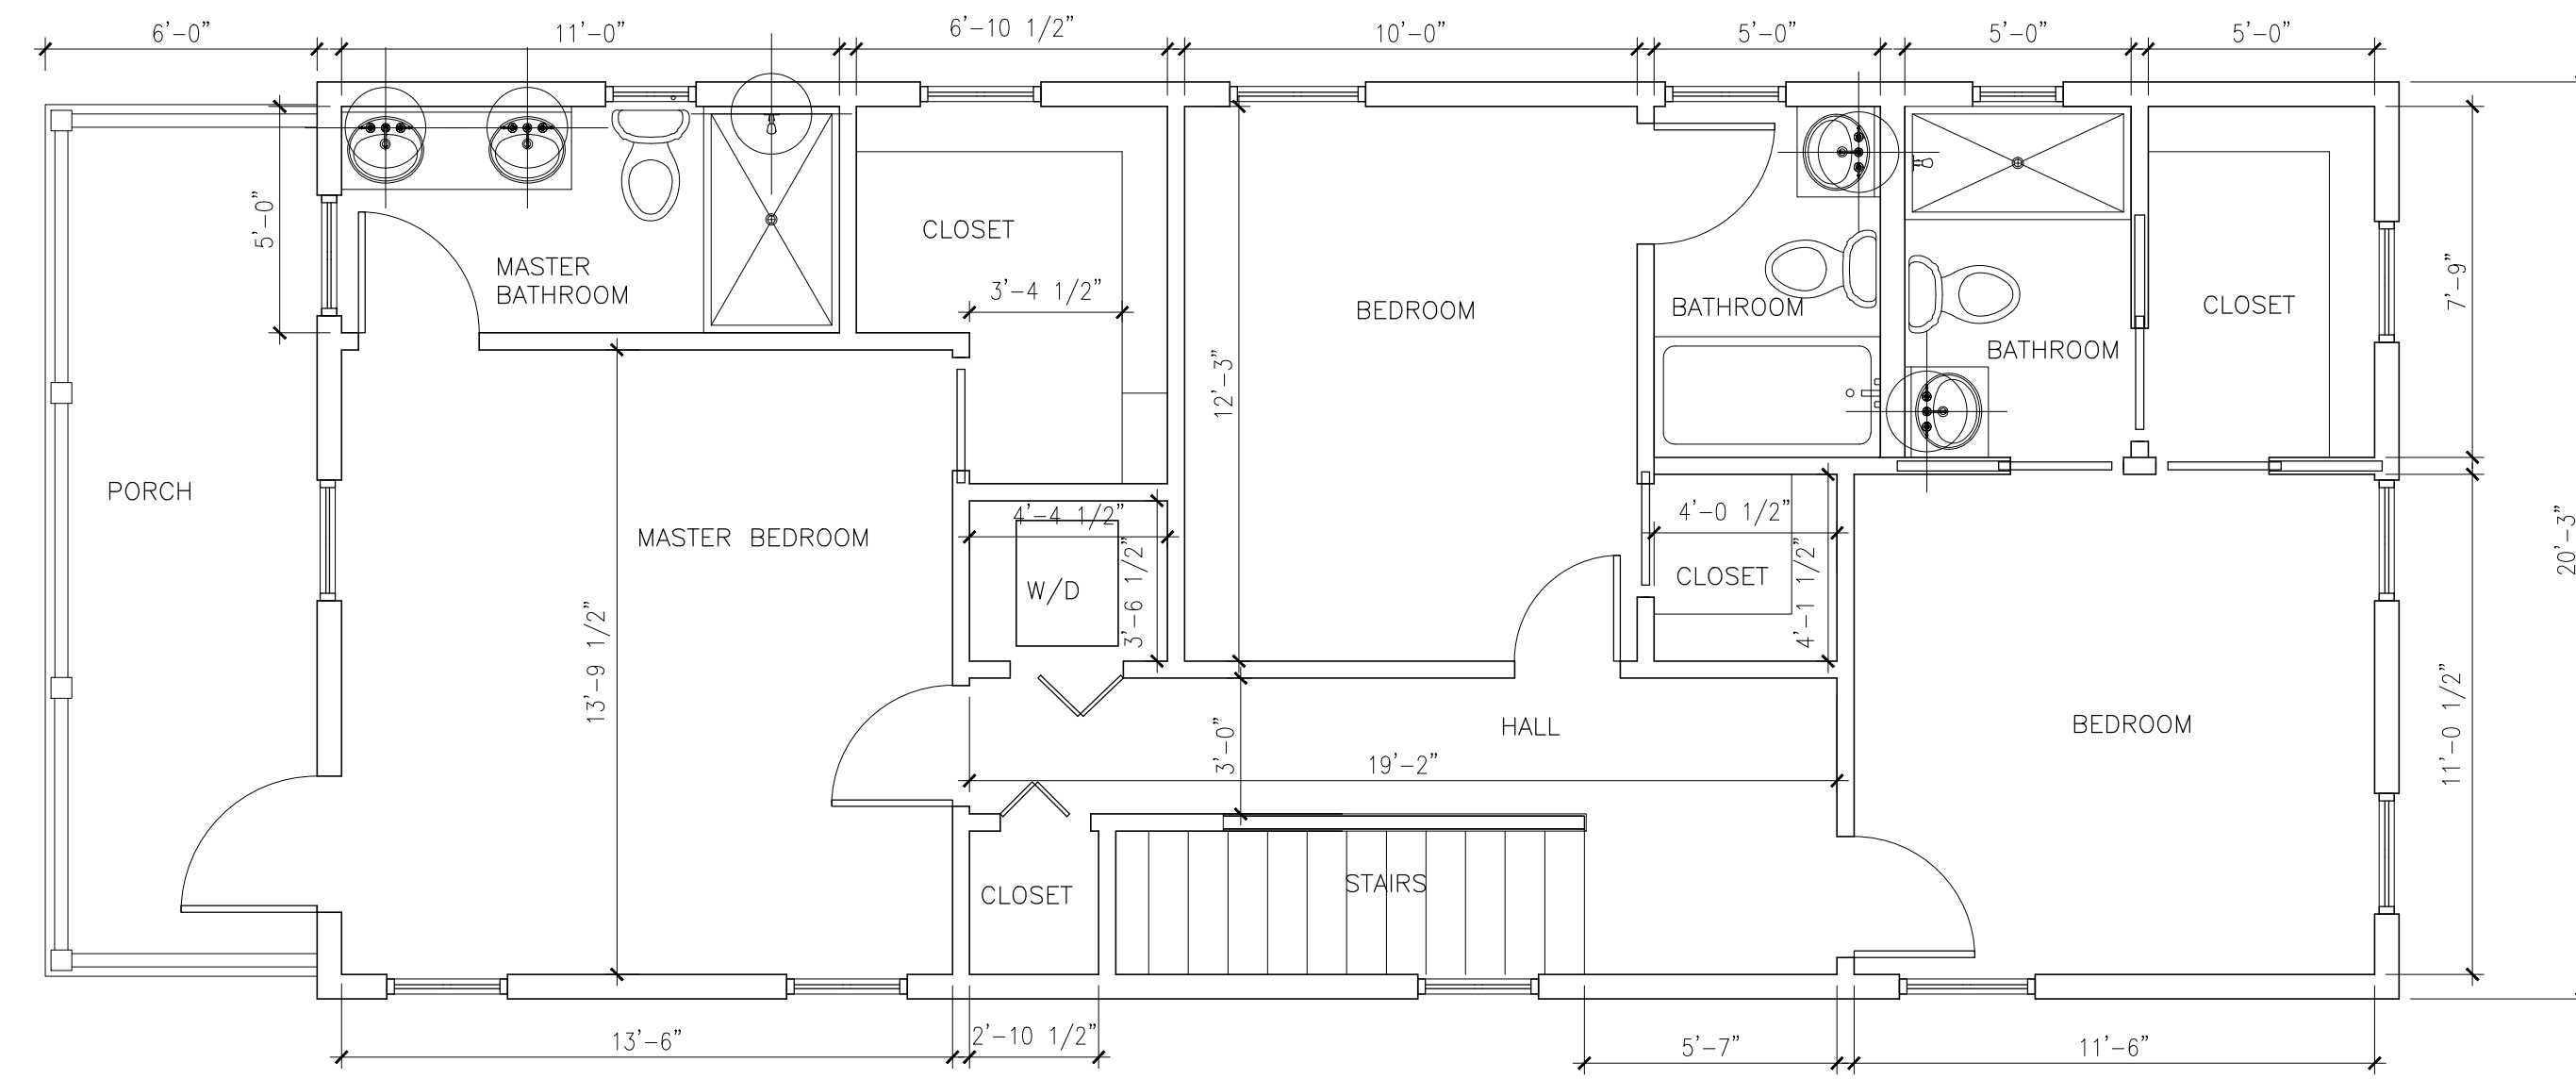 6'-0"
11'-0"
6'-10 1/2"
10'-0"
5'-0"
5'-0"
5'-0"
5'-0"
MASTER
BATHROOM
CLOSET
3'-4 1/2"
BEDROOM
12'-3"
BATHROOM
BATHROOM
CLOSET
7'-9"
PORCH
MASTER BEDROOM
13'-9 1/2"
4'-4 1/2"
W/D
3'-6 1/2"
4'-0 1/2"
CLOSET
4'-1 1/2"
20'-3"
HALL
3'-0"
19'-2"
BEDROOM
11'-0 1/2"
CLOSET
STAIRS
13'-6"
2'-10 1/2"
5'-7"
11'-6"